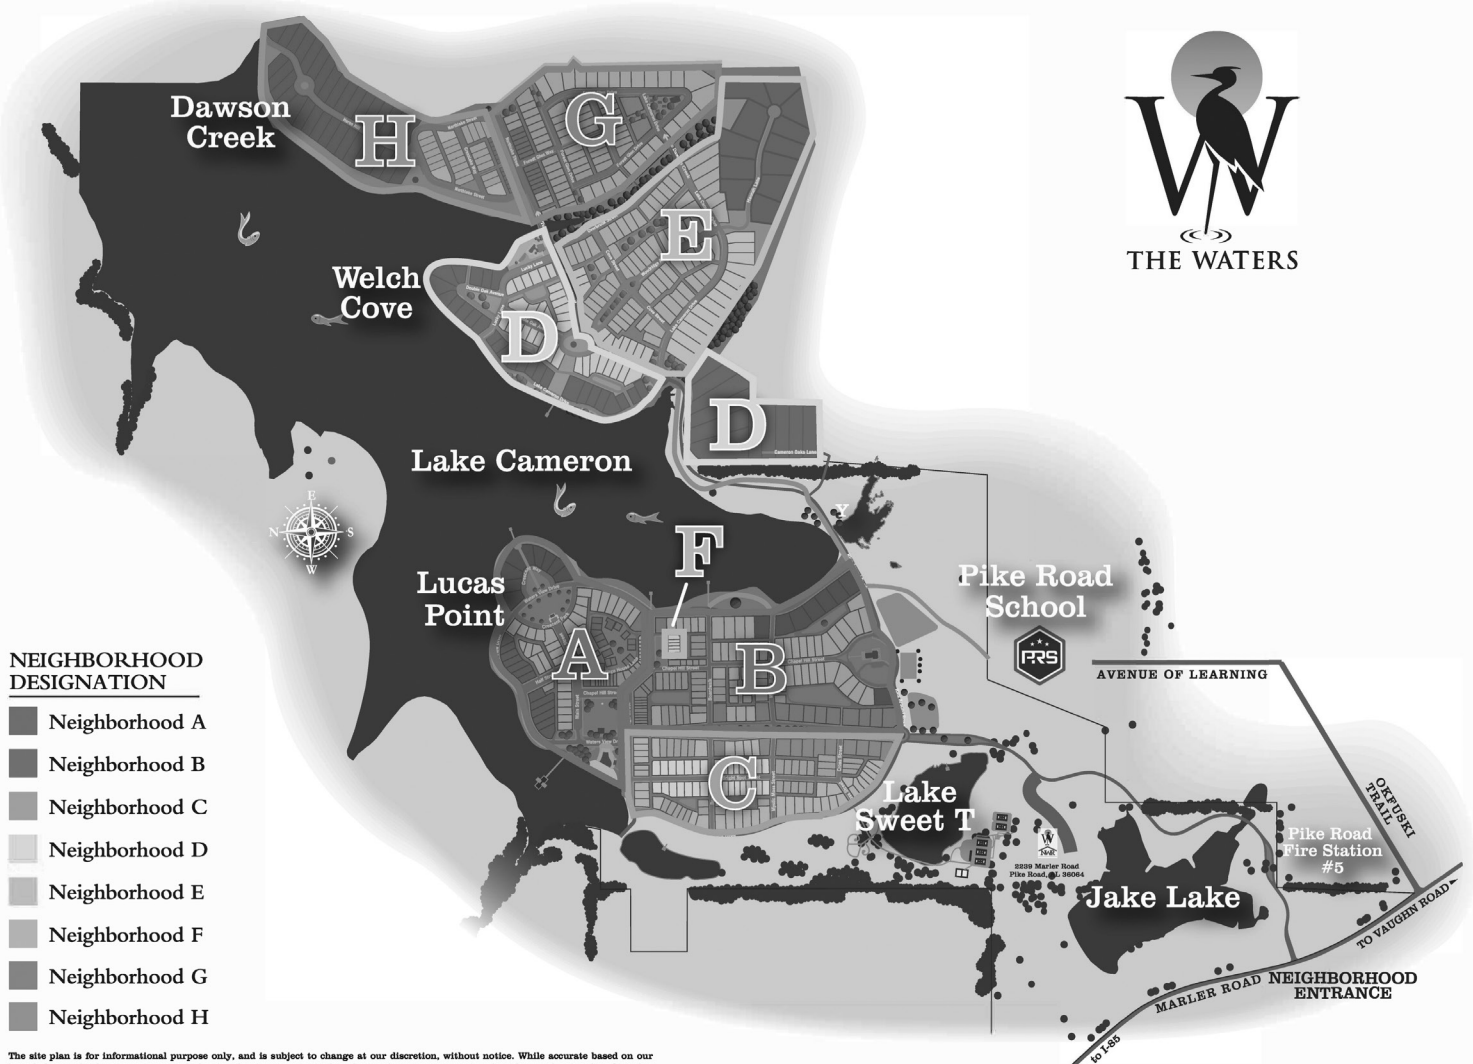 Dawson
Creek
H
G
E
W
THE WATERS
Welch
Cove
D
D
Lake Cameron
E
N
S
W
Y
F
Lucas
Point
A
B
C
Pike Road
School
PRS
AVENUE OF LEARNING
OKFUSKI
TRAIL
Lake
Sweet T
2239 Marler Road
Pike Road, AL 36064
Pike Road
Fire Station
#5
Jake Lake
TO VAUGHN ROAD
MARLER ROAD
NEIGHBORHOOD
ENTRANCE
to I-85
NEIGHBORHOOD
DESIGNATION
Neighborhood A
Neighborhood B
Neighborhood C
Neighborhood D
Neighborhood E
Neighborhood F
Neighborhood G
Neighborhood H
The site plan is for informational purpose only, and is subject to change at our discretion, without notice. While accurate based on our